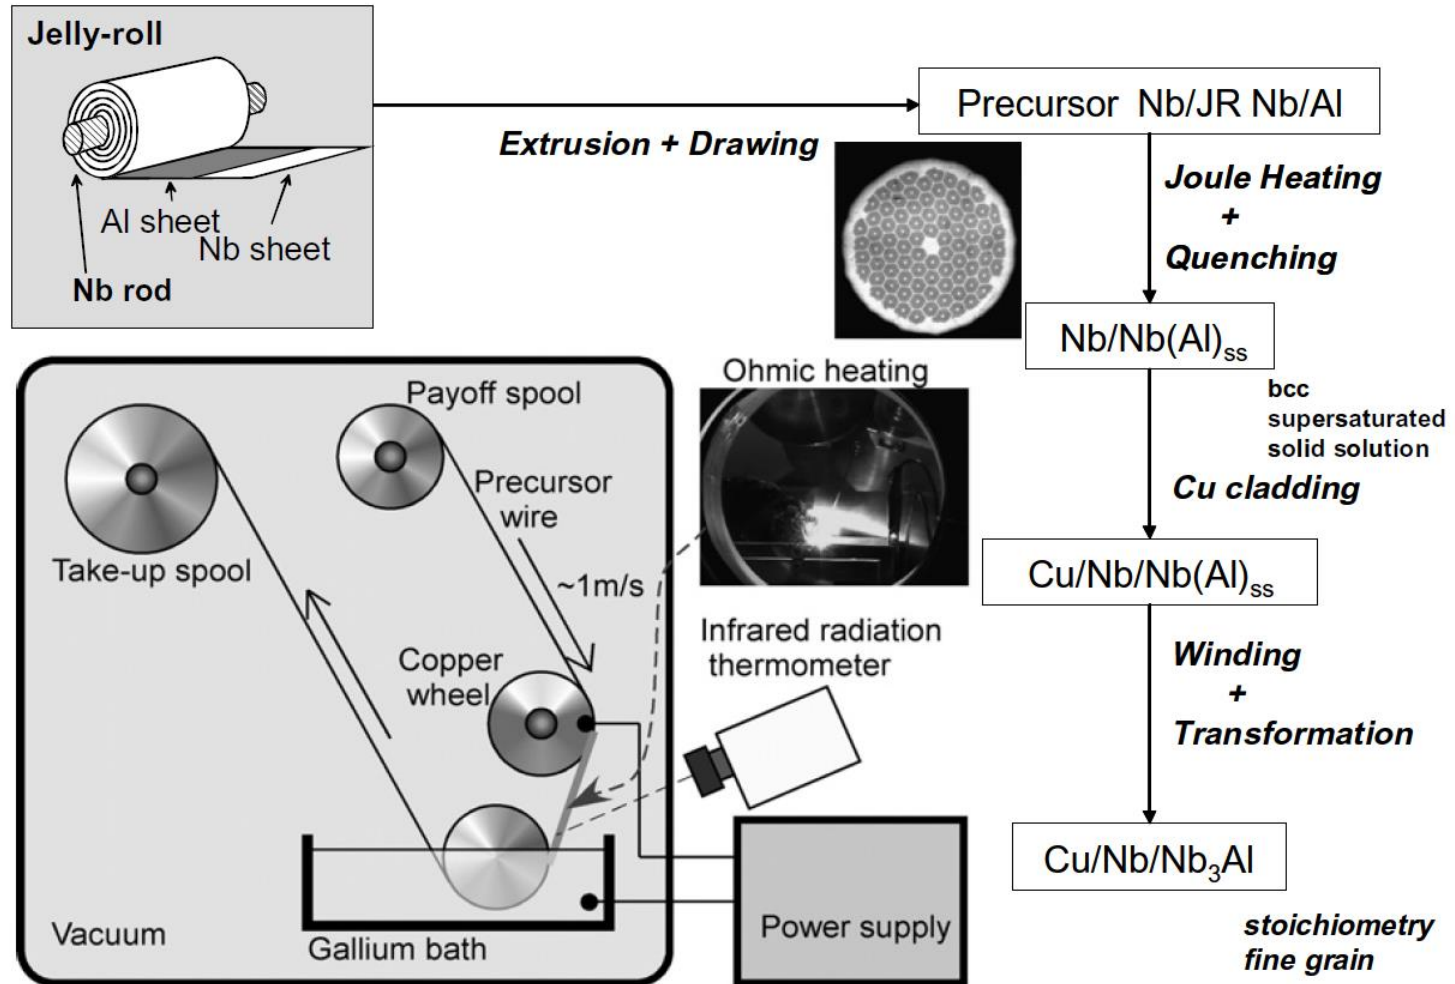 Jelly-roll
Al sheet
Nb sheet
Nb rod
Extrusion + Drawing
Precursor Nb/JR Nb/Al
Joule Heating
+
Quenching
Nb/Nb(Al)ss
bcc
supersaturated
solid solution
Cu cladding
Cu/Nb/Nb(Al)ss
Winding
+
Transformation
Cu/Nb/Nb3Al
stoichiometry
fine grain
Payoff spool
Precursor
wire
Take-up spool
~1m/s
Copper
wheel
Ohmic heating
Infrared radiation
thermometer
Vacuum
Gallium bath
Power supply